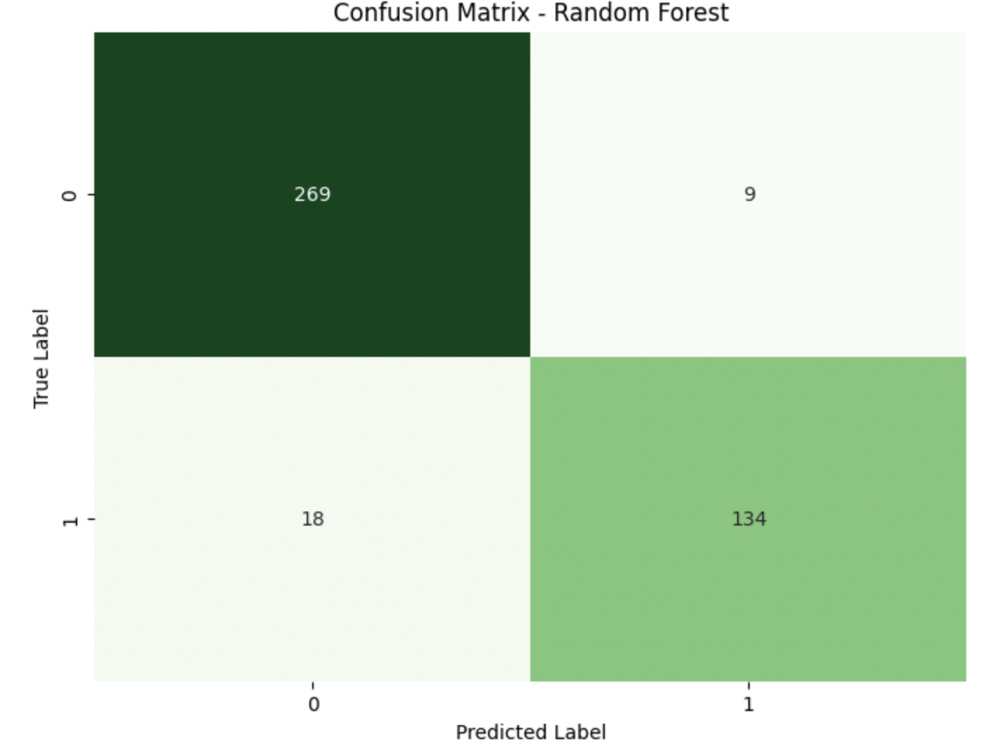 Confusion Matrix - Random Forest
0
269
9
True Label
1
18
134
0
1
Predicted Label